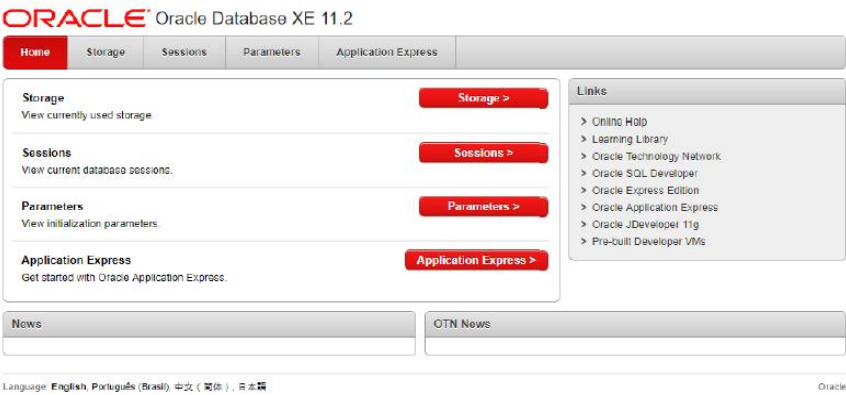 ORACLE Oracle Database XE 11.2
Home Storage Sessions Parameters Application Express
Storage
View currently used storage.
Storage >
Sessions
View current database sessions.
Sessions >
Parameters
View initialization parameters.
Parameters >
Application Express
Get started with Oracle Application Express.
Application Express >
Links
> Online Help
> Learning Library
> Oracle Technology Network
> Oracle SQL Developer
> Oracle Express Edition
> Oracle Application Express
> Oracle JDeveloper 11g
> Pre-built Developer VMs
News
OTN News
Language: English, Português (Brasil), 中文 ( 简体 ) , 日本語
Oracle